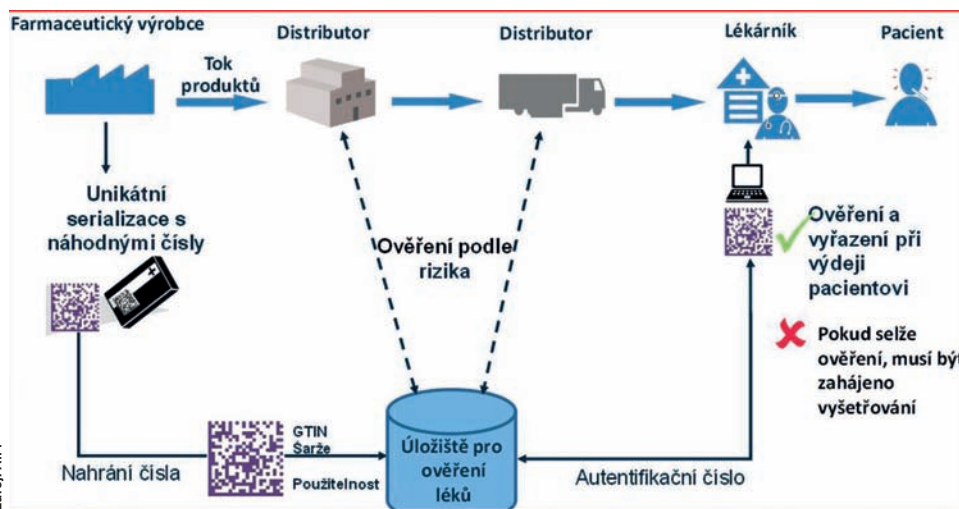 Farmaceutický výrobce
Distributor
Distributor
Lékárník
Pacient
Tok
produktů
Unikátní
serializace s
náhodnými čísly
Ověření podle
rizika
Ověření a
vyřazení při
výdeji
pacientovi
Pokud selže
ověření, musí být
zahájeno
vyšetřování
Nahrání čísla
GTIN
Šarže
Použitelnost
Úložiště pro
ověření
léků
Autentifikační číslo